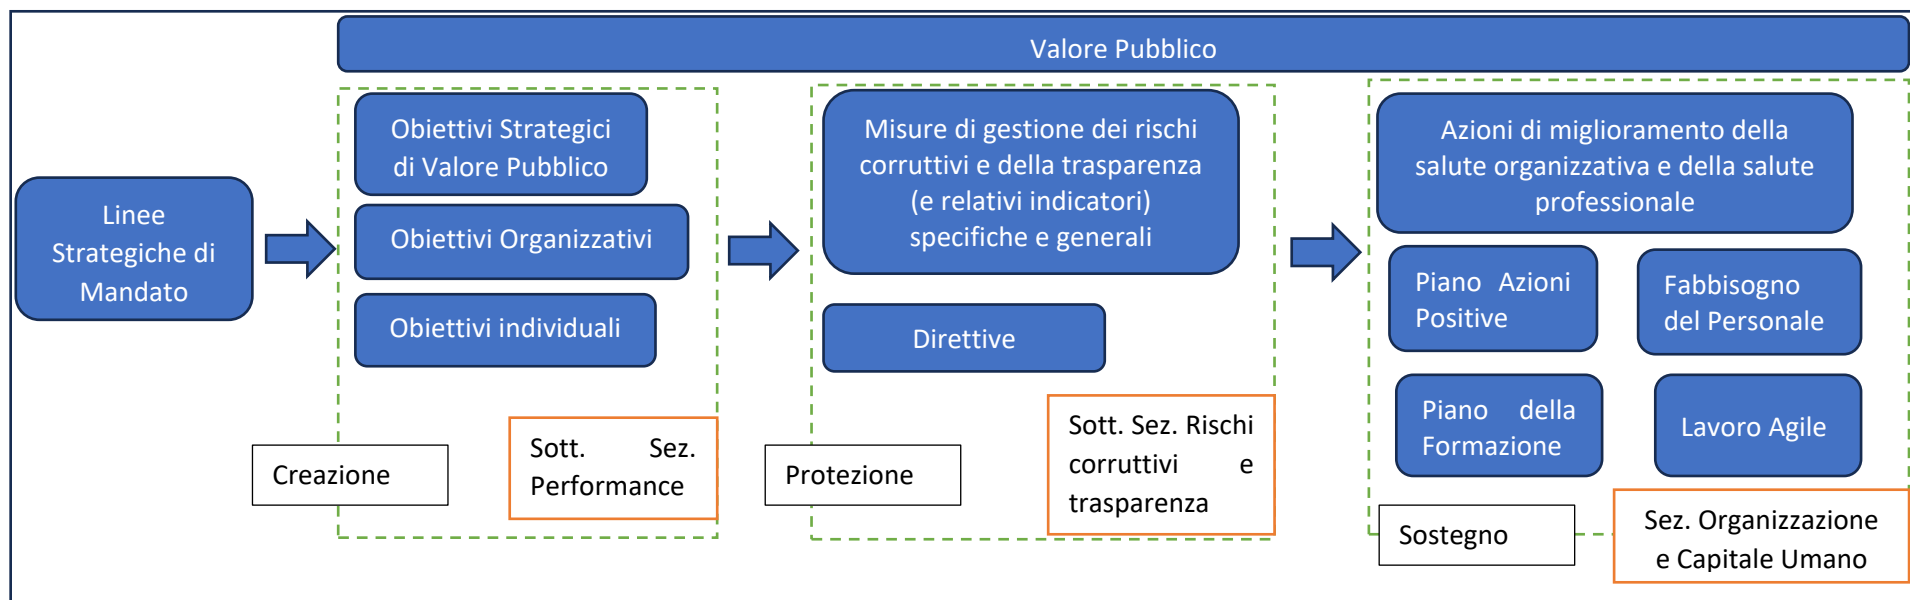 Valore Pubblico
Linee
Strategiche di
Mandato
Obiettivi Strategici
di Valore Pubblico
Obiettivi Organizzativi
Obiettivi individuali
Creazione
Sott. Sez.
Performance
Misure di gestione dei rischi
corruttivi e della trasparenza
(e relativi indicatori)
specifiche e generali
Direttive
Protezione
Sott. Sez. Rischi
corruttivi e
trasparenza
Azioni di miglioramento della
salute organizzativa e della salute
professionale
Piano Azioni
Positive
Fabbisogno
del Personale
Piano della
Formazione
Lavoro Agile
Sostegno
Sez. Organizzazione
e Capitale Umano